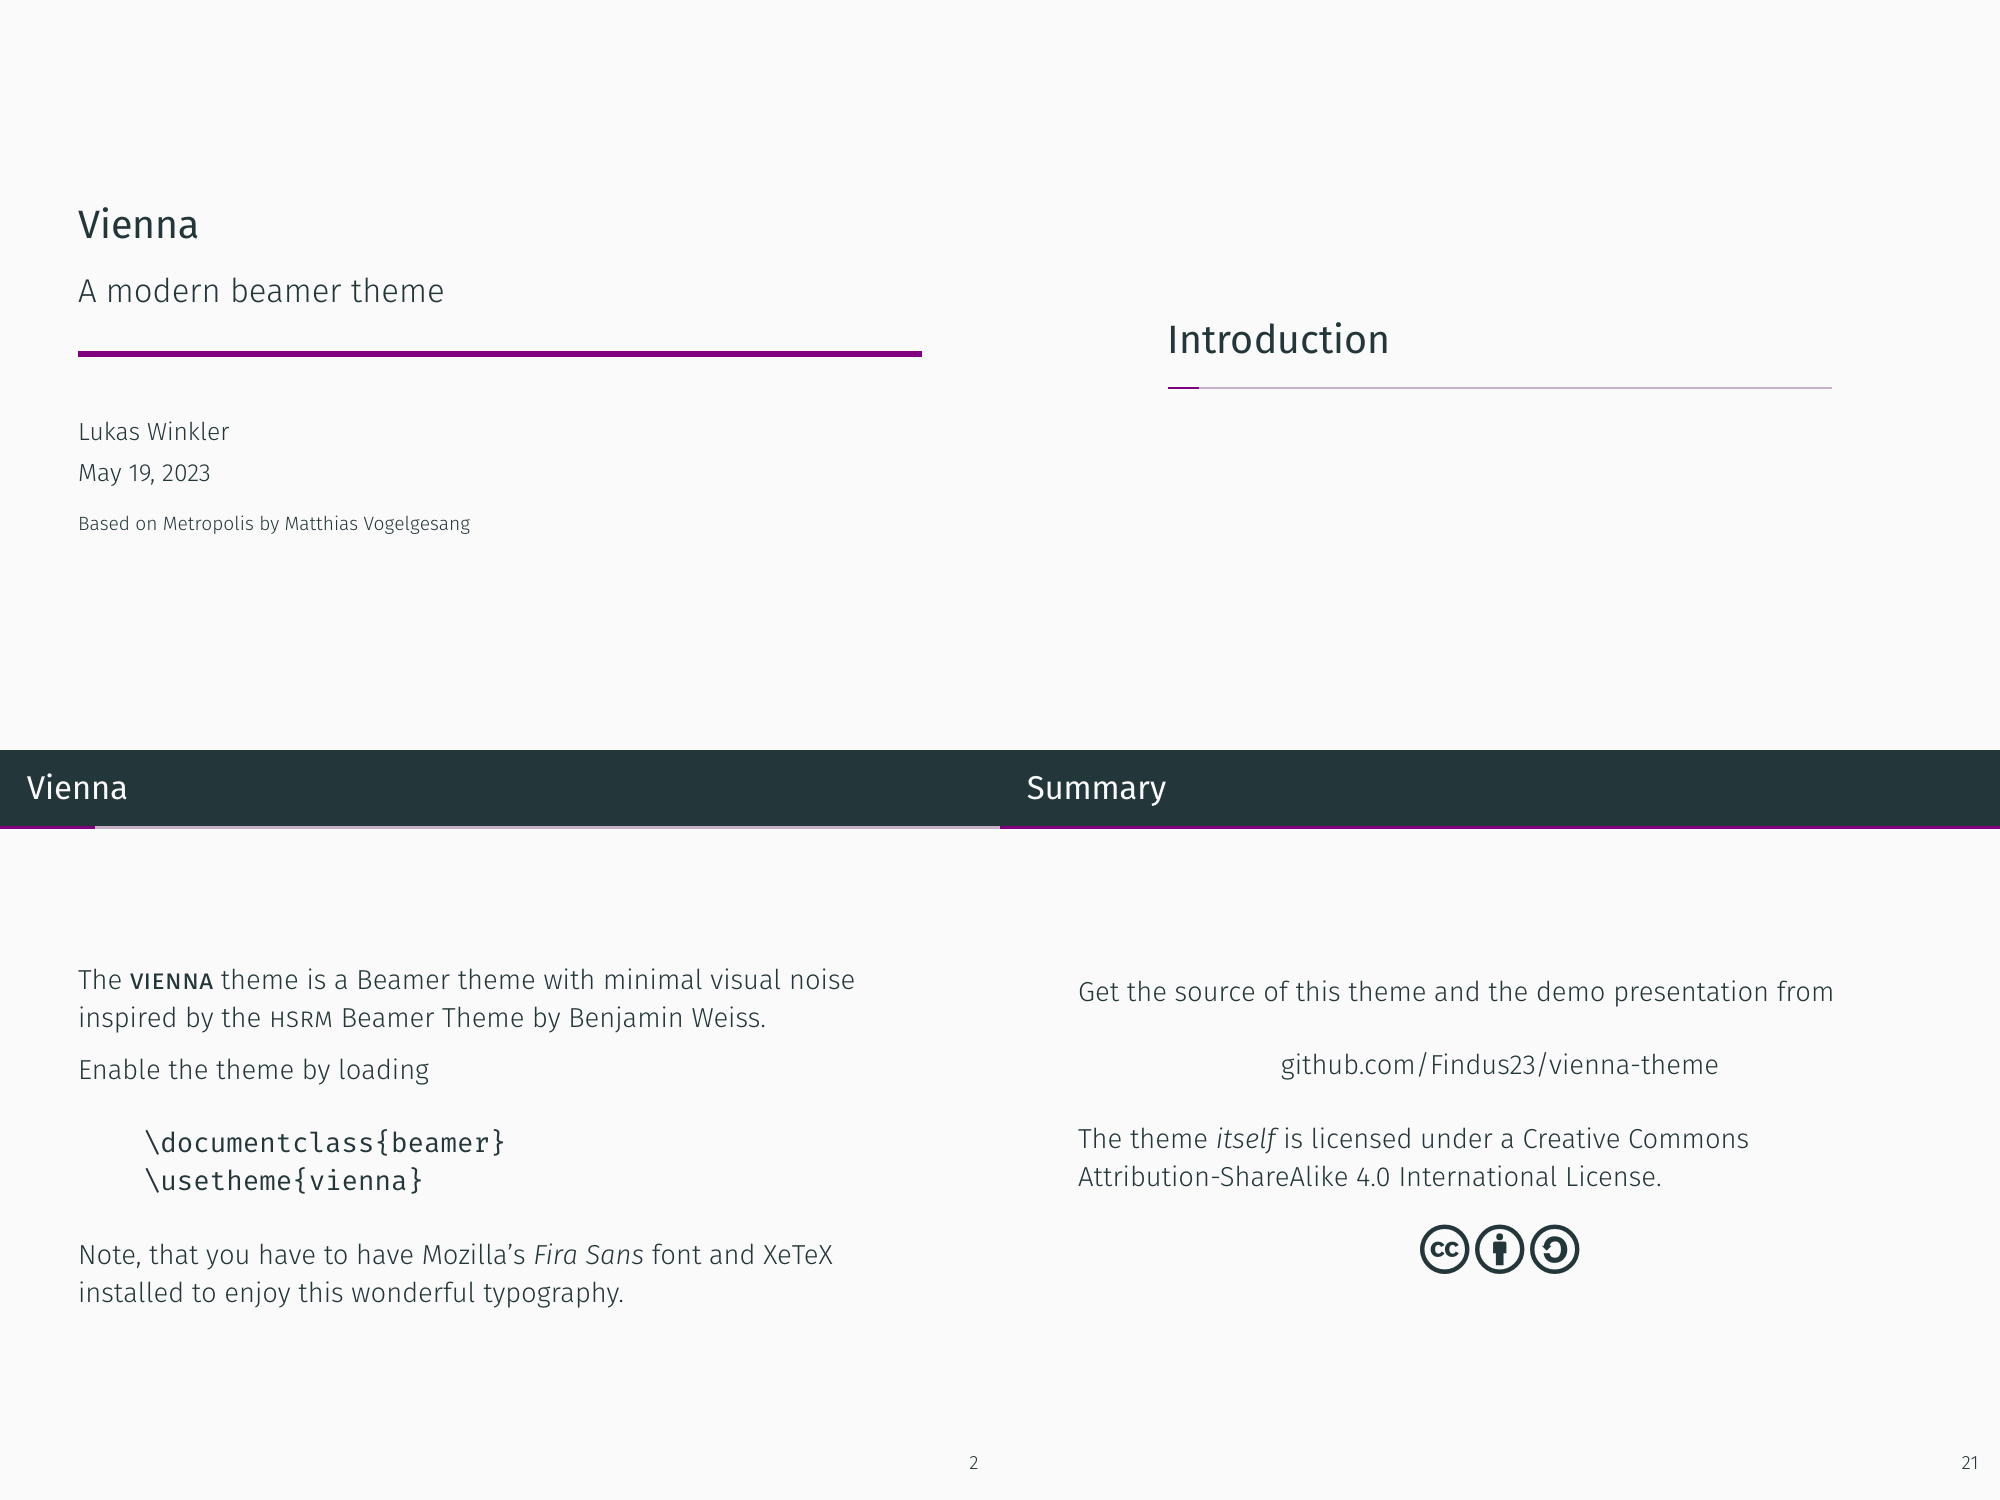 Vienna
A modern beamer theme
Lukas Winkler
May 19, 2023
Based on Metropolis by Matthias Vogelgesang
Introduction
Vienna
The VIENNA theme is a Beamer theme with minimal visual noise
inspired by the HSRM Beamer Theme by Benjamin Weiss.
Enable the theme by loading
\documentclass{beamer}
\usetheme{vienna}
Note, that you have to have Mozilla’s Fira Sans font and XeTeX
installed to enjoy this wonderful typography.
2
Summary
Get the source of this theme and the demo presentation from
github.com/Findus23/vienna-theme
The theme itself is licensed under a Creative Commons
Attribution-ShareAlike 4.0 International License.
cc
21